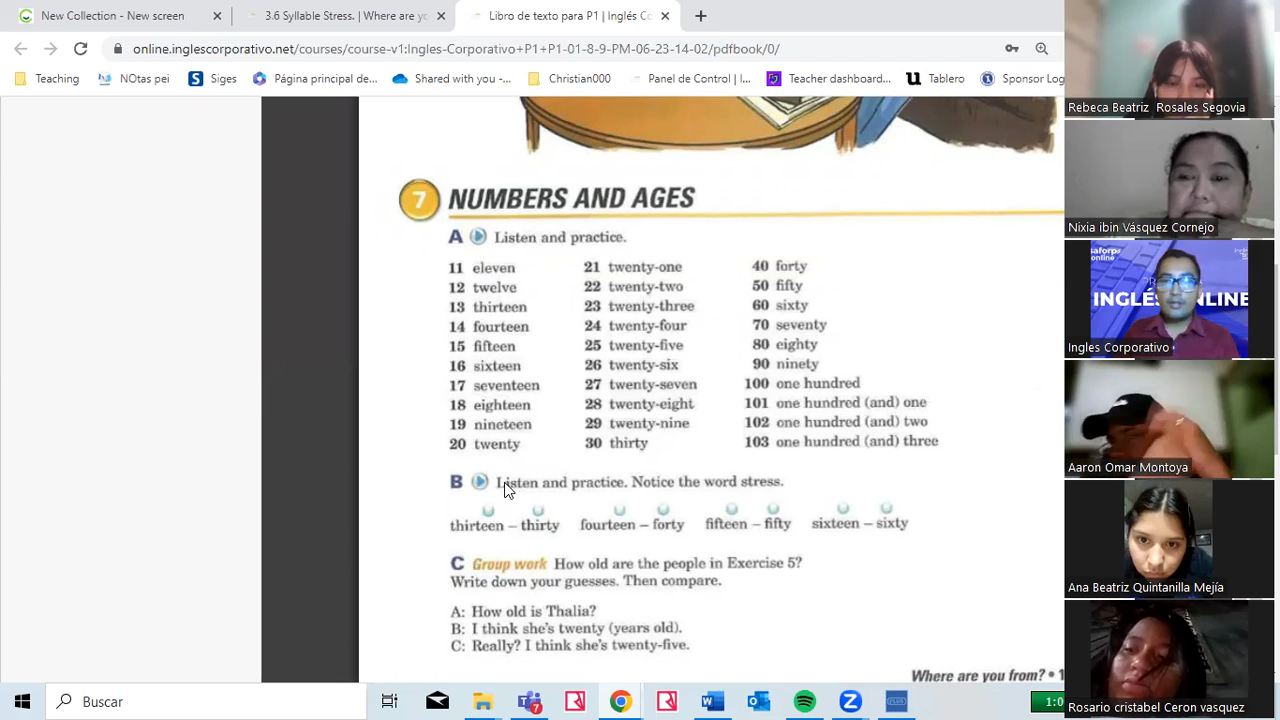 New Collection - New screen
3.6 Syllable Stress. | Where are yo
Libro de texto para P1 | Inglés Co
online.inglescorporativo.net/courses/course-v1:Ingles-Corporativo+P1+P1-01-8-9-PM-06-23-14-02/pdfbook/0/
Teaching
NOtas pei
Siges
Página principal de...
Shared with you -...
Christian000
Panel de Control | I...
Teacher dashboard...
Tablero
Sponsor Log
7 NUMBERS AND AGES
A Listen and practice.
11 eleven 21 twenty-one 40 forty
12 twelve 22 twenty-two 50 fifty
13 thirteen 23 twenty-three 60 sixty
14 fourteen 24 twenty-four 70 seventy
15 fifteen 25 twenty-five 80 eighty
16 sixteen 26 twenty-six 90 ninety
17 seventeen 27 twenty-seven 100 one hundred
18 eighteen 28 twenty-eight 101 one hundred (and) one
19 nineteen 29 twenty-nine 102 one hundred (and) two
20 twenty 30 thirty 103 one hundred (and) three
B Listen and practice. Notice the word stress.
thirteen – thirty fourteen – forty fifteen – fifty sixteen – sixty
C Group work How old are the people in Exercise 5?
Write down your guesses. Then compare.
A: How old is Thalia?
B: I think she's twenty (years old).
C: Really? I think she's twenty-five.
Where are you from? • 1
Buscar
7
1:0
Rebeca Beatriz Rosales Segovia
Nixia ibin Vásquez Cornejo
INGLÉS ONLINE
Ingles Corporativo
Aaron Omar Montoya
Ana Beatriz Quintanilla Mejía
Rosario cristabel Ceron vasquez